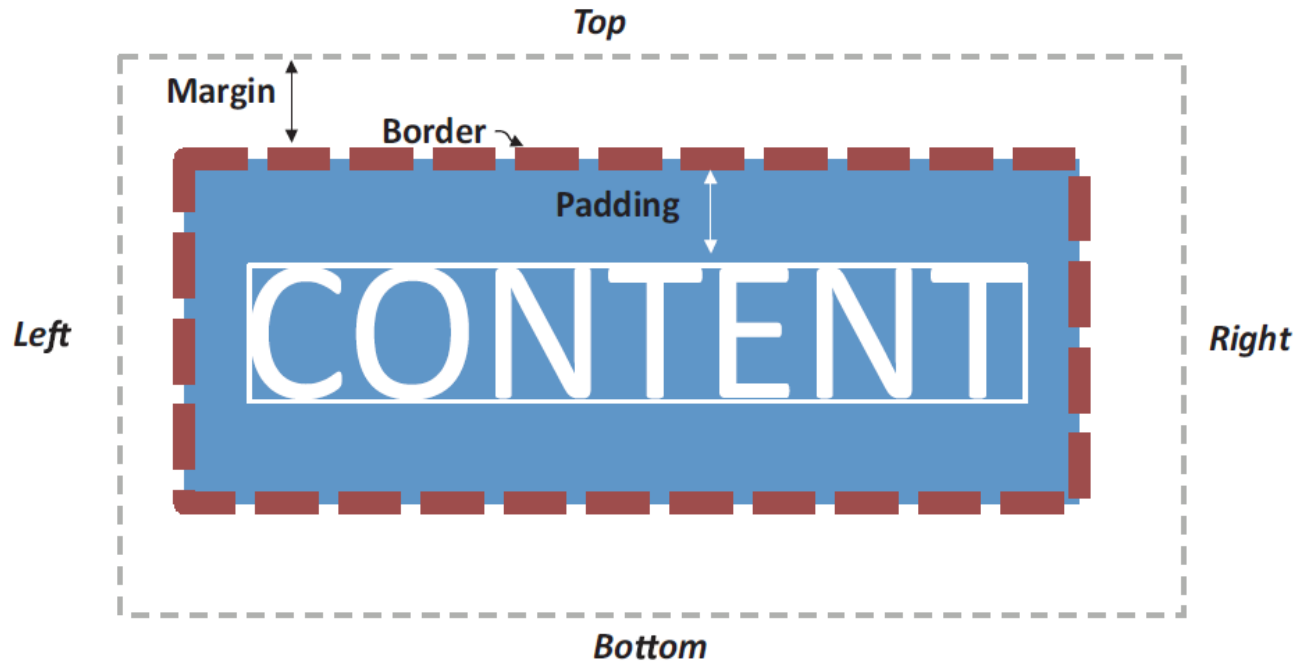 Top
Margin
Border
Padding
CONTENT
Left
Right
Bottom